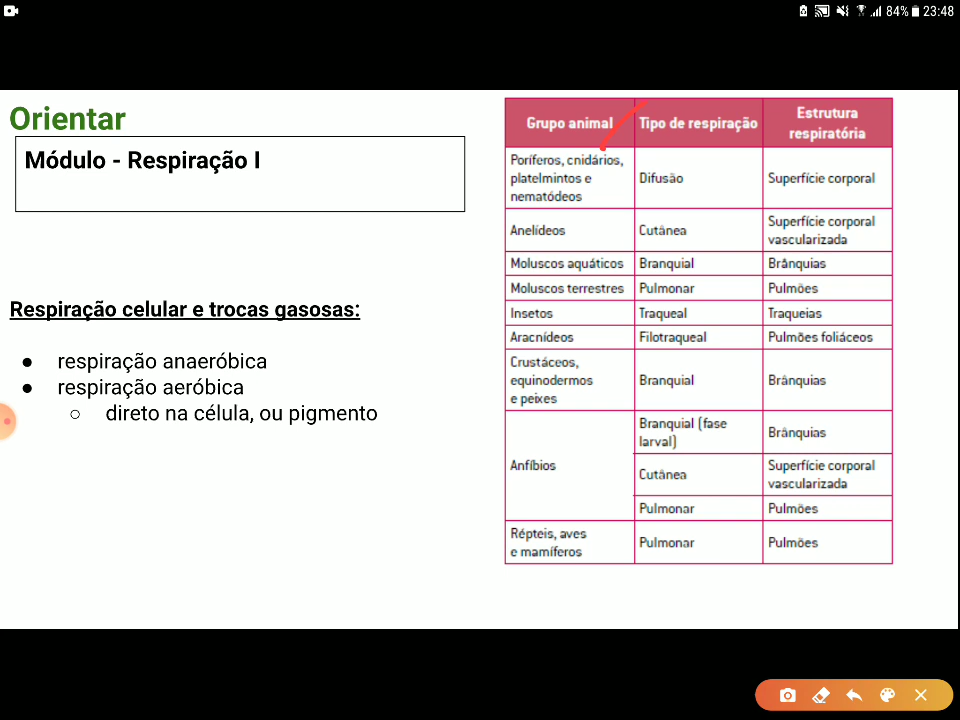 84% 23:48
Orientar
Módulo - Respiração I
Respiração celular e trocas gasosas:
● respiração anaeróbica
● respiração aeróbica
○ direto na célula, ou pigmento
Grupo animal
Tipo de respiração
Estrutura
respiratória
Poríferos, cnidários,
platelmintos e
nematódeos
Difusão
Superfície corporal
Anelídeos
Cutânea
Superfície corporal
vascularizada
Moluscos aquáticos
Branquial
Brânquias
Moluscos terrestres
Pulmonar
Pulmões
Insetos
Traqueal
Traqueias
Aracnídeos
Filotraqueal
Pulmões foliáceos
Crustáceos,
equinodermos
e peixes
Branquial
Brânquias
Anfíbios
Branquial (fase
larval)
Brânquias
Cutânea
Superfície corporal
vascularizada
Pulmonar
Pulmões
Répteis, aves
e mamíferos
Pulmonar
Pulmões